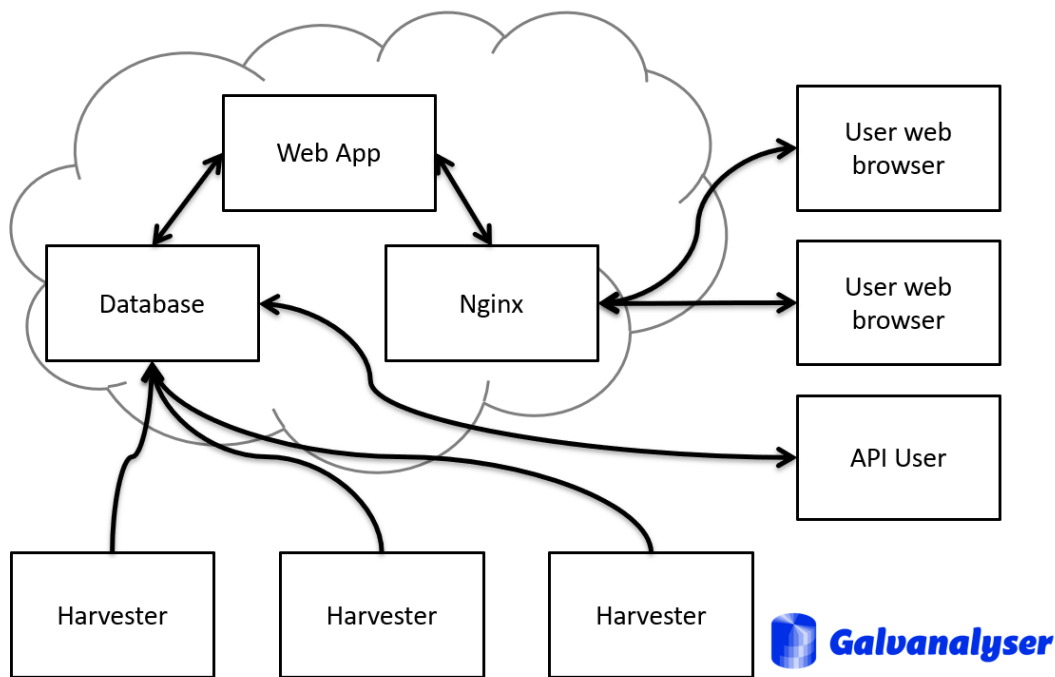 Web App
User web
browser
Database
Nginx
User web
browser
API User
Harvester
Harvester
Harvester
Galvanalyser